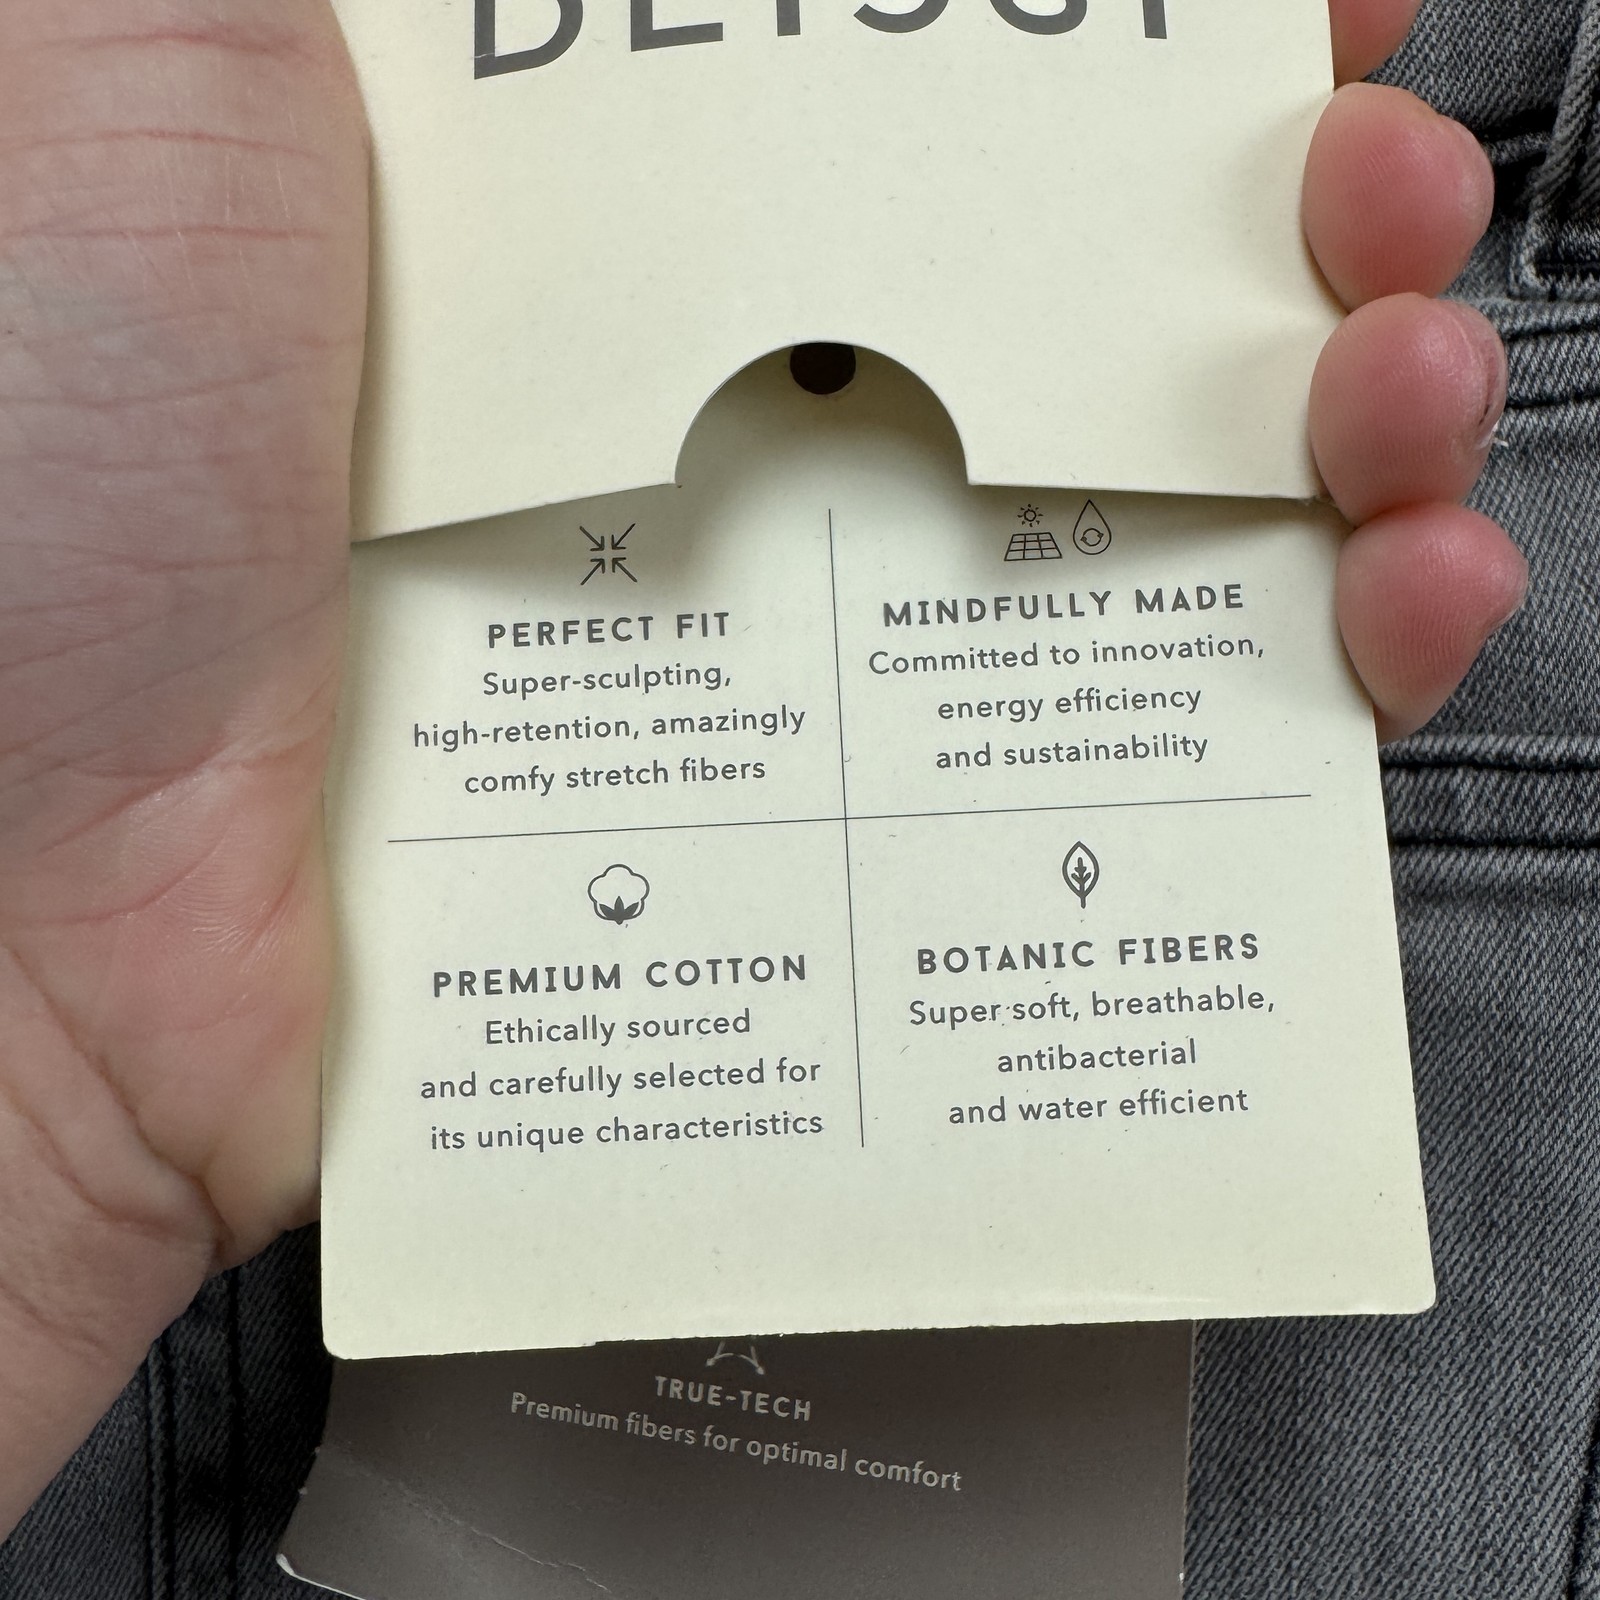 PERFECT FIT
Super-sculpting,
high-retention, amazingly
comfy stretch fibers
MINDFULLY MADE
Committed to innovation,
energy efficiency
and sustainability
PREMIUM COTTON
Ethically sourced
and carefully selected for
its unique characteristics
BOTANIC FIBERS
Super soft, breathable,
antibacterial
and water efficient
TRUE-TECH
Premium fibers for optimal comfort